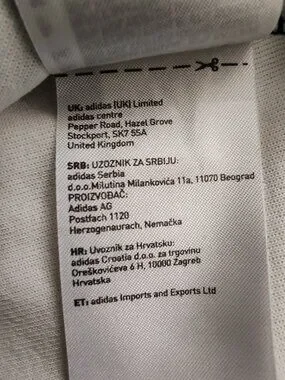 UK: adidas (UK) Limited
adidas centre
Pepper Road, Hazel Grove
Stockport, SK7 5SA
United Kingdom
SRB: UZOZNIK ZA SRBIJU:
adidas Serbia
d.o.o.Milutina Milankovića 11a, 11070 Beograd
PROIZVOĐAČ:
Adidas AG
Postfach 1120
Herzogenaurach, Nemačka
HR: Uvoznik za Hrvatsku:
adidas Croatia d.o.o. za trgovinu
Oreškovićeva 6 H, 10000 Zagreb
Hrvatska
ET: adidas Imports and Exports Ltd